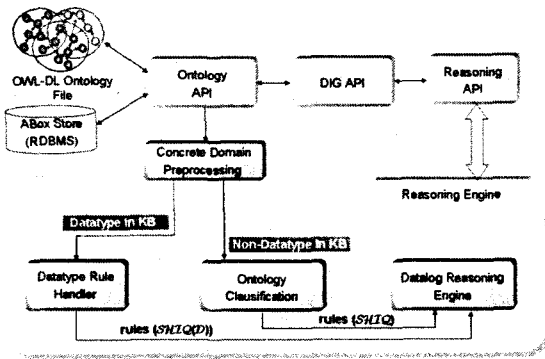 OWL-DL Ontology
File
ABox Store
(RDBMS)
Ontology
API
DIG API
Reasoning
API
Concrete Domain
Preprocessing
Reasoning Engine
Datatype in KB
Non-Datatype in KB
Datatype Rule
Handler
Ontology
Clausification
Datalog Reasoning
Engine
rules (SHIQ)
rules (SHIQ(D))